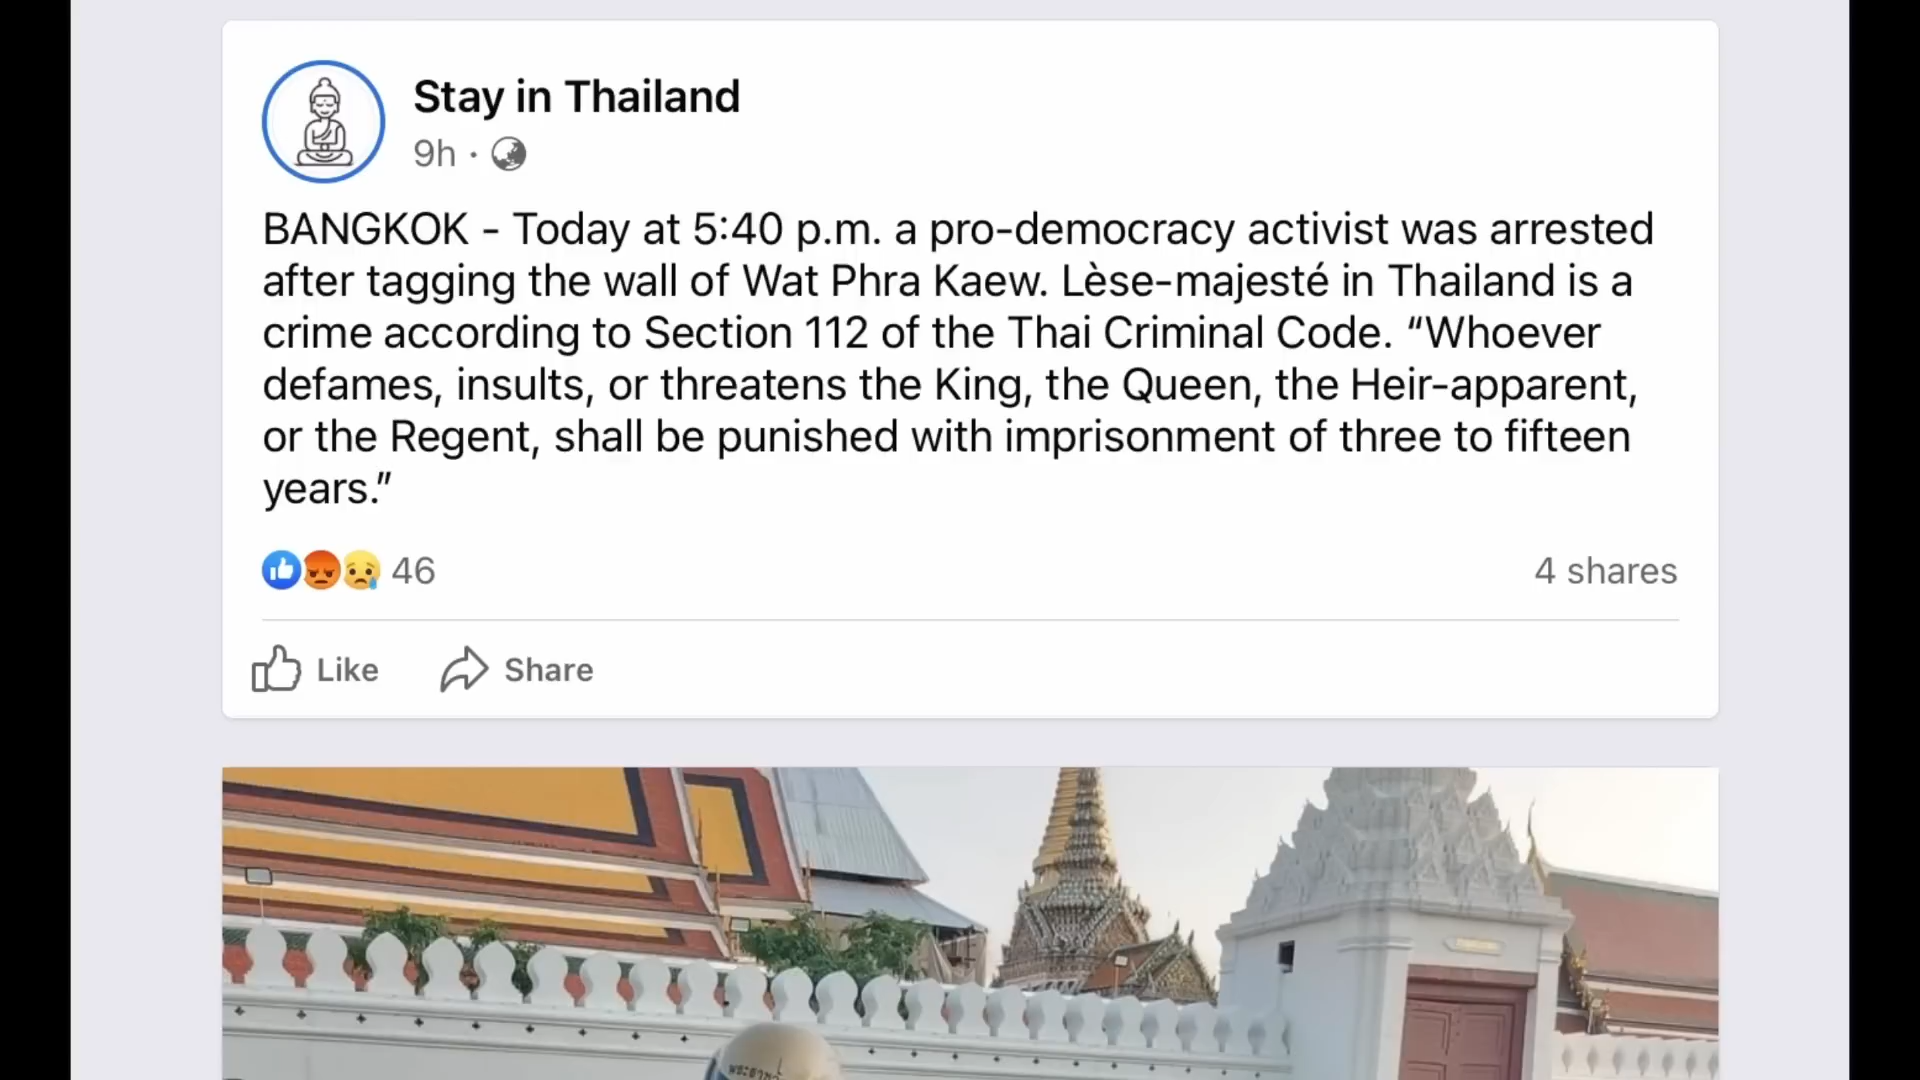 Stay in Thailand
9h ·
BANGKOK - Today at 5:40 p.m. a pro-democracy activist was arrested
after tagging the wall of Wat Phra Kaew. Lèse-majesté in Thailand is a
crime according to Section 112 of the Thai Criminal Code. “Whoever
defames, insults, or threatens the King, the Queen, the Heir-apparent,
or the Regent, shall be punished with imprisonment of three to fifteen
years.”
46
4 shares
Like
Share